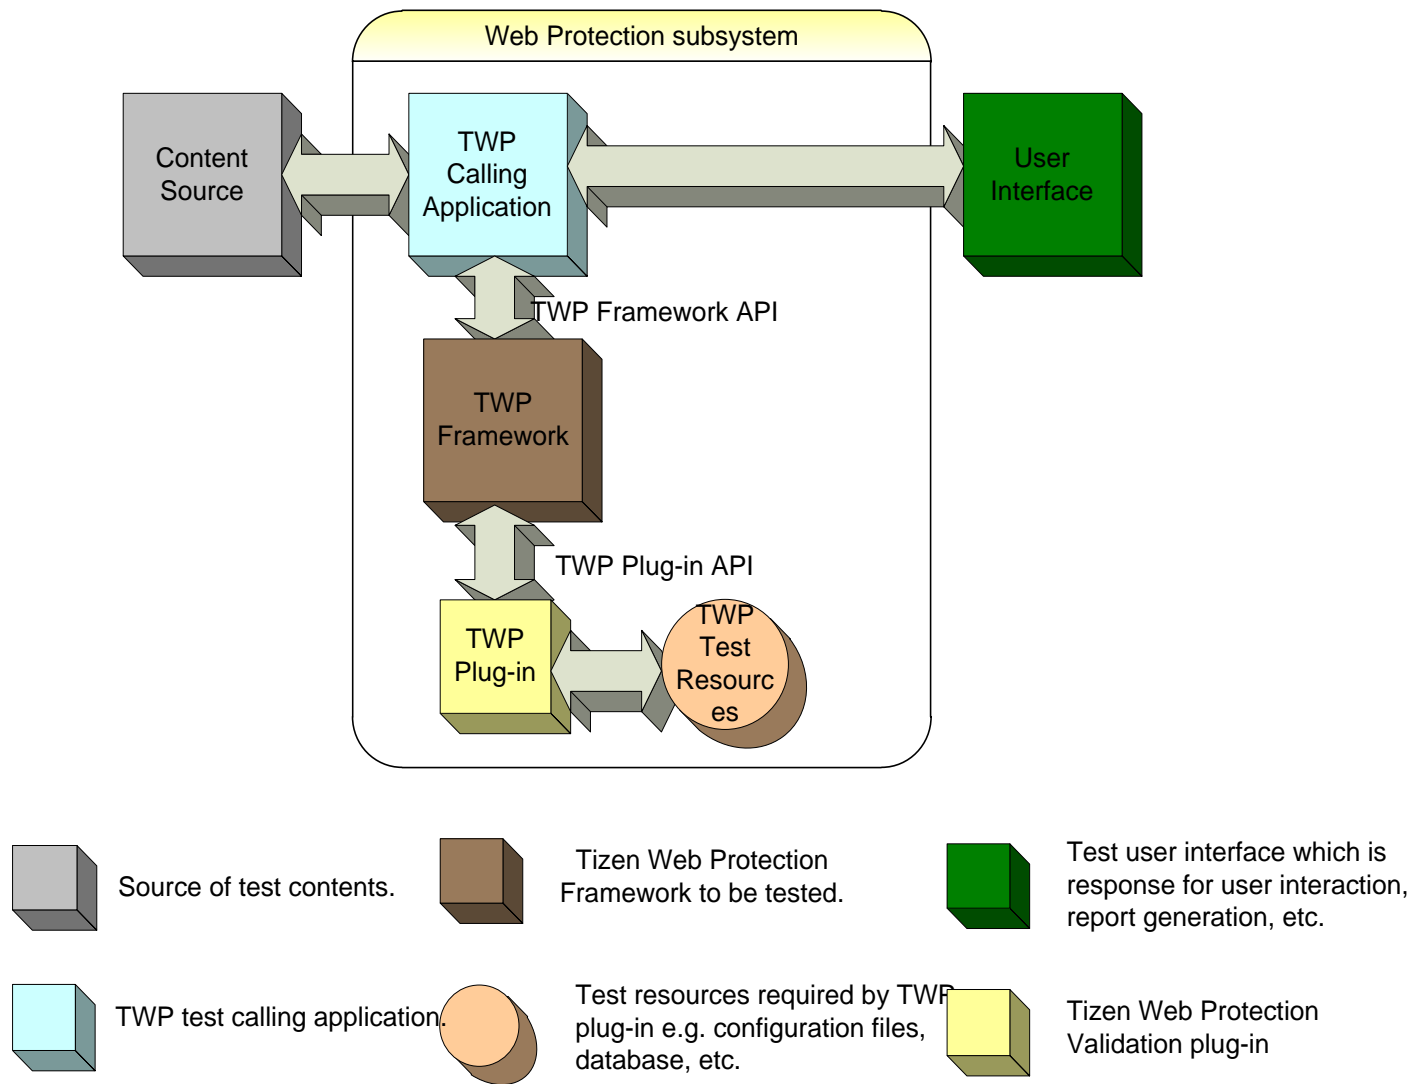 Web Protection subsystem
Content
Source
TWP
Calling
Application
User
Interface
TWP Framework API
TWP
Framework
TWP Plug-in API
TWP
Plug-in
TWP
Test
Resourc
es
Source of test contents.
Tizen Web Protection
Framework to be tested.
Test user interface which is
response for user interaction,
report generation, etc.
TWP test calling application.
Test resources required by TWP
plug-in e.g. configuration files,
database, etc.
Tizen Web Protection
Validation plug-in